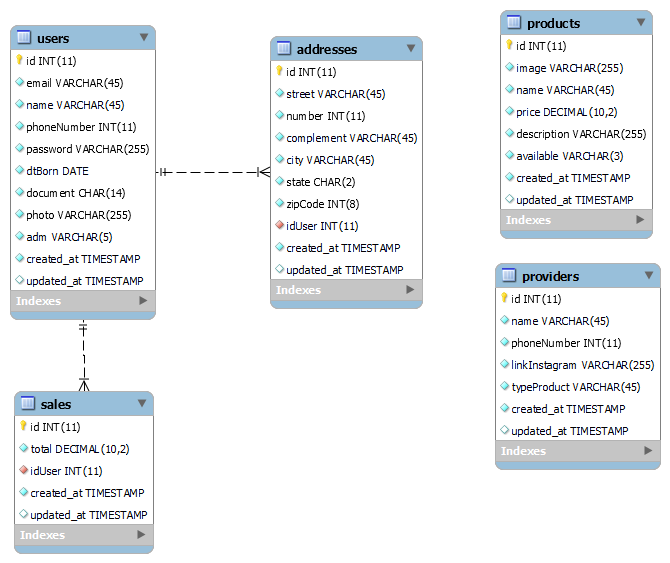 users
id INT(11)
email VARCHAR(45)
name VARCHAR(45)
phoneNumber INT(11)
password VARCHAR(255)
dtBorn DATE
document CHAR(14)
photo VARCHAR(255)
adm VARCHAR(5)
created_at TIMESTAMP
updated_at TIMESTAMP
Indexes
addresses
id INT(11)
street VARCHAR(45)
number INT(11)
complement VARCHAR(45)
city VARCHAR(45)
state CHAR(2)
zipCode INT(8)
idUser INT(11)
created_at TIMESTAMP
updated_at TIMESTAMP
Indexes
products
id INT(11)
image VARCHAR(255)
name VARCHAR(45)
price DECIMAL(10,2)
description VARCHAR(255)
available VARCHAR(3)
created_at TIMESTAMP
updated_at TIMESTAMP
Indexes
providers
id INT(11)
name VARCHAR(45)
phoneNumber INT(11)
linkInstagram VARCHAR(255)
typeProduct VARCHAR(45)
created_at TIMESTAMP
updated_at TIMESTAMP
Indexes
sales
id INT(11)
total DECIMAL(10,2)
idUser INT(11)
created_at TIMESTAMP
updated_at TIMESTAMP
Indexes